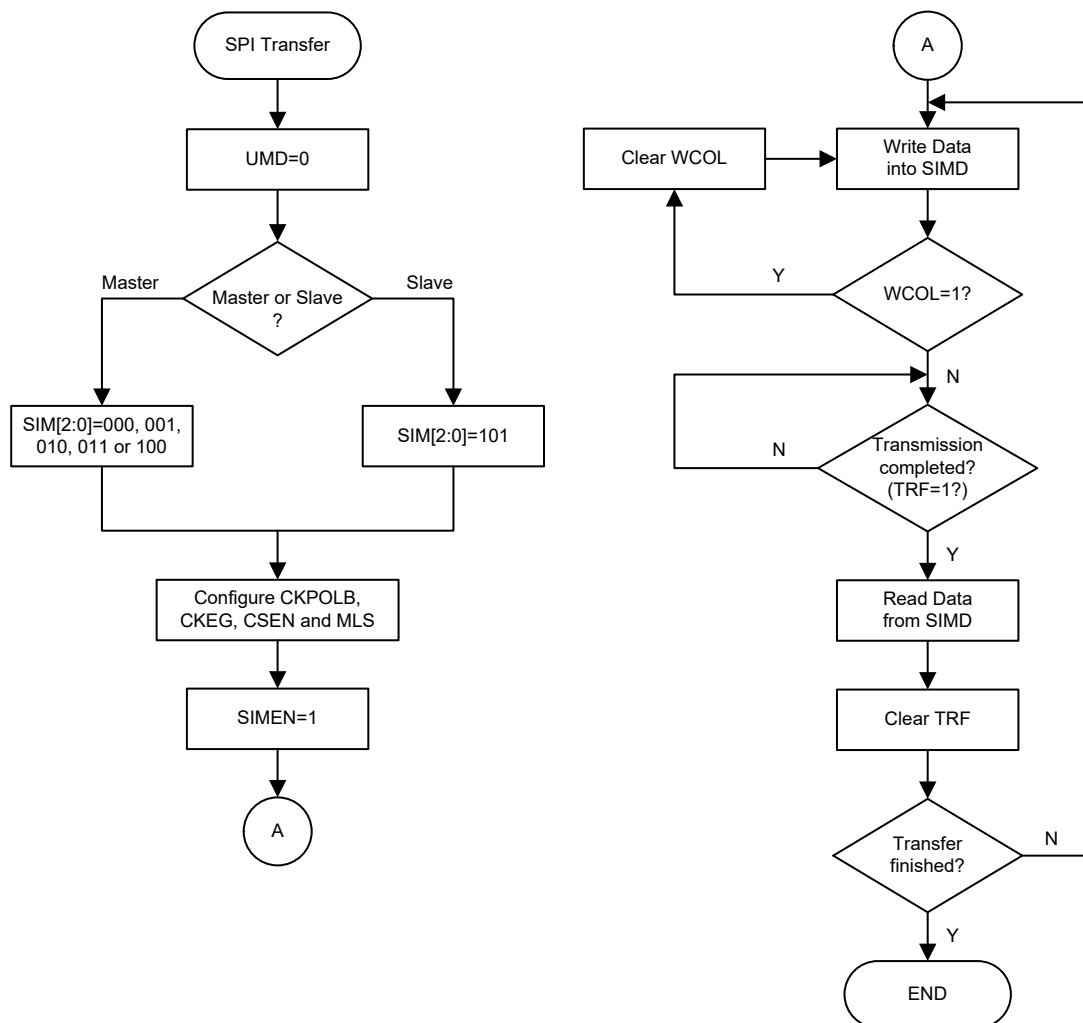 SPI Transfer
UMD=0
Master
Master or Slave
?
Slave
SIM[2:0]=000, 001,
010, 011 or 100
SIM[2:0]=101
Configure CKPOLB,
CKEG, CSEN and MLS
SIMEN=1
A
A
Clear WCOL
Write Data
into SIMD
Y
WCOL=1?
N
N
Transmission
completed?
(TRF=1?)
Y
Read Data
from SIMD
Clear TRF
Transfer
finished?
N
Y
END